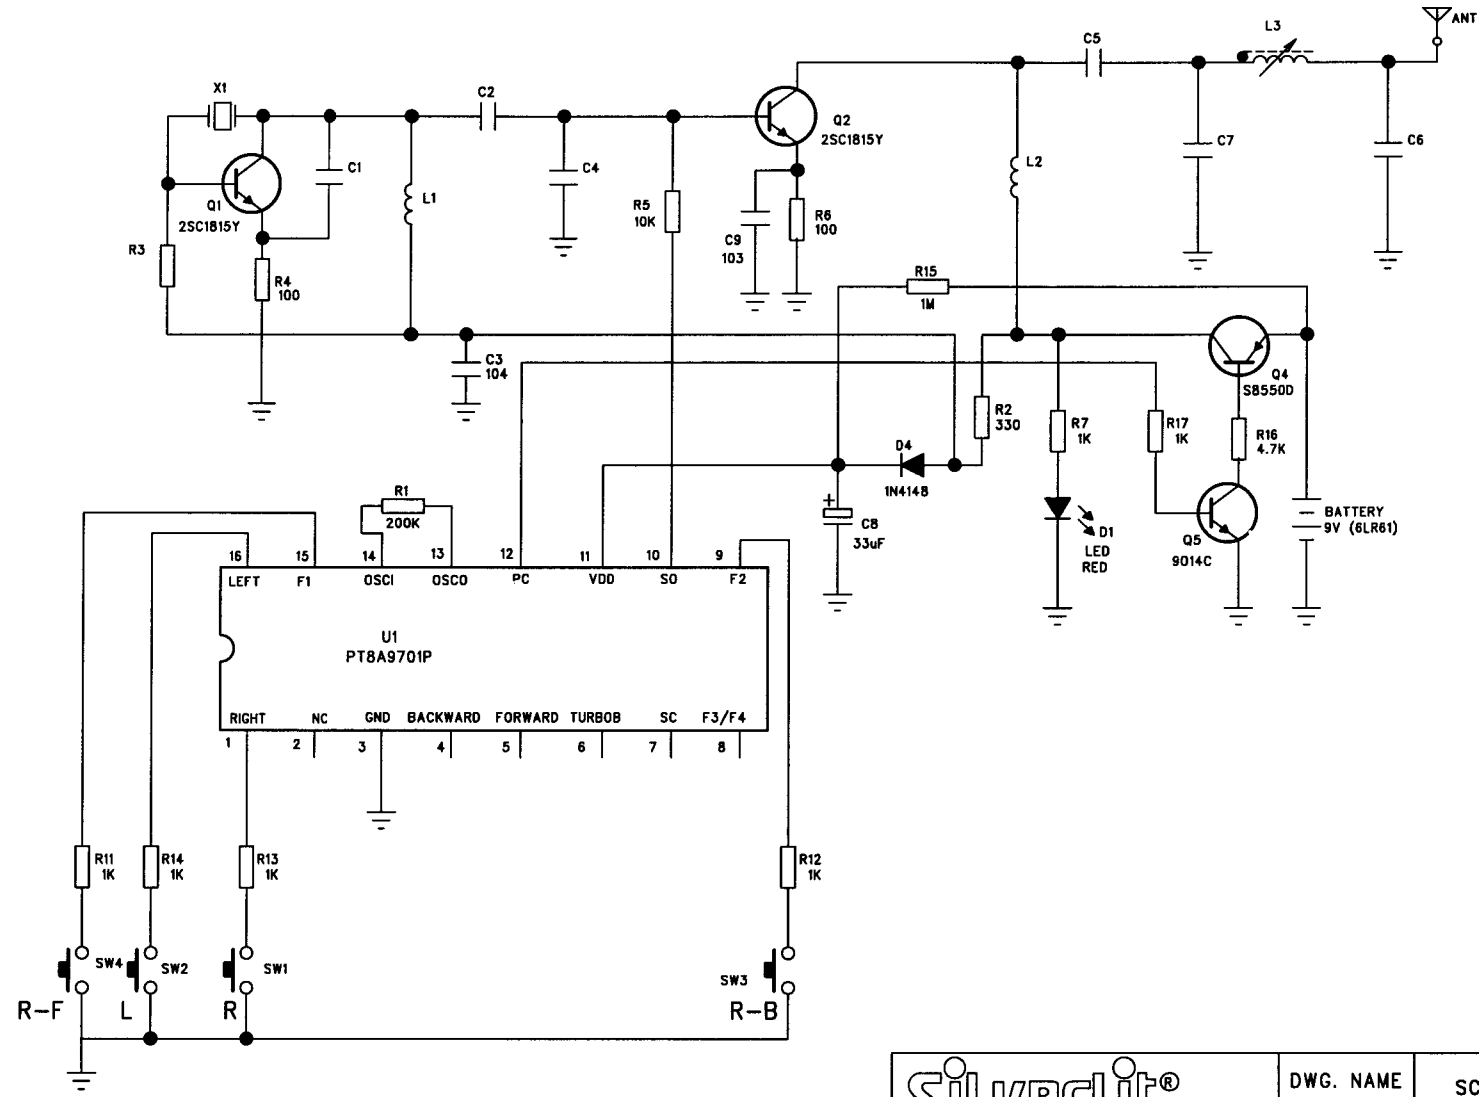 ANT
L3
C5
X1
C2
Q2
2SC1815Y
C7
C6
C1
C4
L2
Q1
2SC1815Y
L1
R5
10K
R6
100
C9
103
R3
R4
100
R15
1M
C3
104
Q4
S8550D
R2
330
R7
1K
R17
1K
R16
4.7K
D4
1N4148
R1
200K
C8
33uF
D1
LED
RED
Q5
9014C
BATTERY
9V (6LR61)
16 15 14 13 12 11 10 9
LEFT F1 OSCI OSCO PC VDD SO F2
U1
PT8A9701P
RIGHT NC GND BACKWARD FORWARD TURBOB SC F3/F4
1 2 3 4 5 6 7 8
R11
1K
R14
1K
R13
1K
R12
1K
SW4
SW2
SW1
SW3
R-F
L
R
R-B
Silverlit®
DWG. NAME
SC